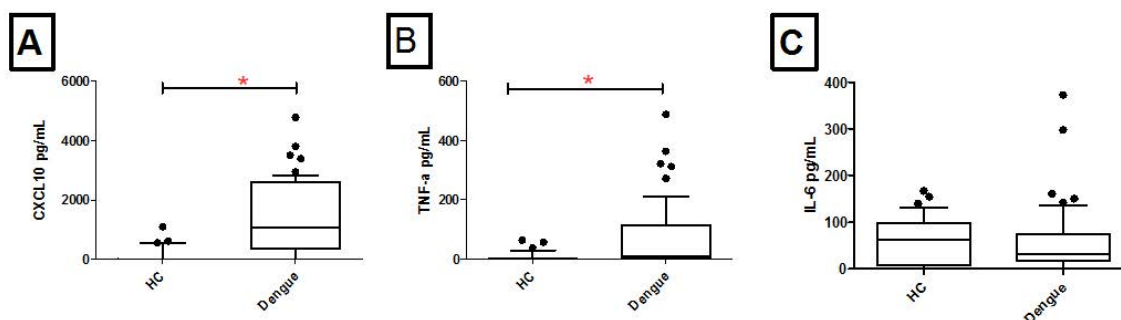 A
B
C
CXCL10 pg/mL
6000
4000
2000
0
*
HC
Dengue
TNF-a pg/mL
600
400
200
0
*
HC
Dengue
IL-6 pg/mL
400
300
200
100
0
HC
Dengue